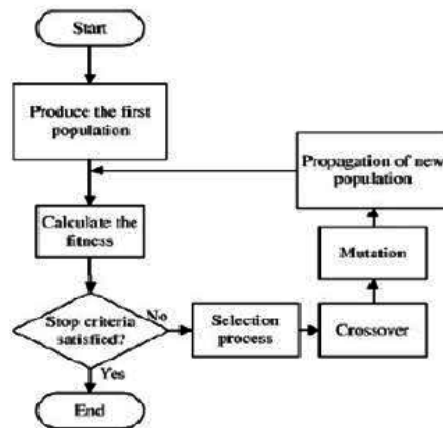 Start
Produce the first
population
Propagation of new
population
Calculate the
fitness
Mutation
No
Stop criteria
satisfied?
Selection
process
Crossover
Yes
End